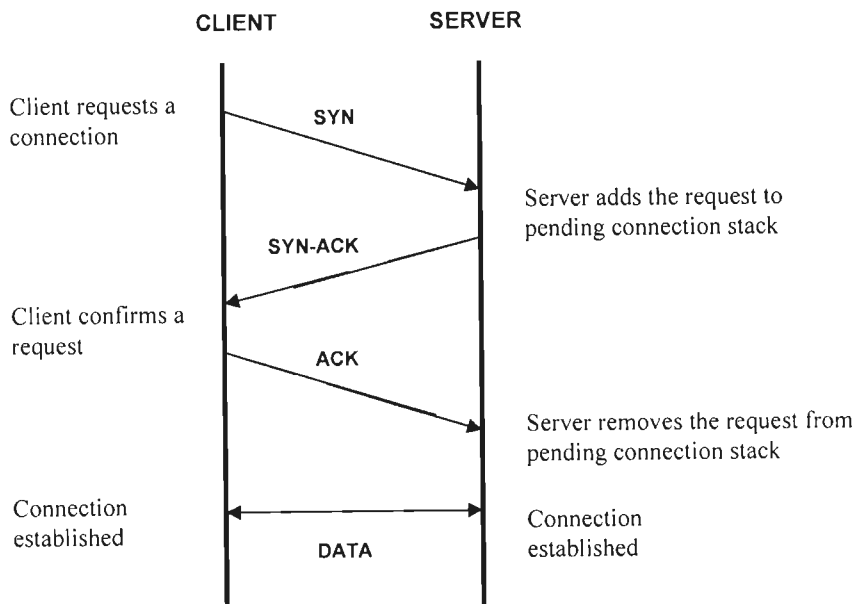 CLIENT
SERVER
Client requests a
connection
SYN
Server adds the request to
pending connection stack
SYN-ACK
Client confirms a
request
ACK
Server removes the request from
pending connection stack
Connection
established
DATA
Connection
established